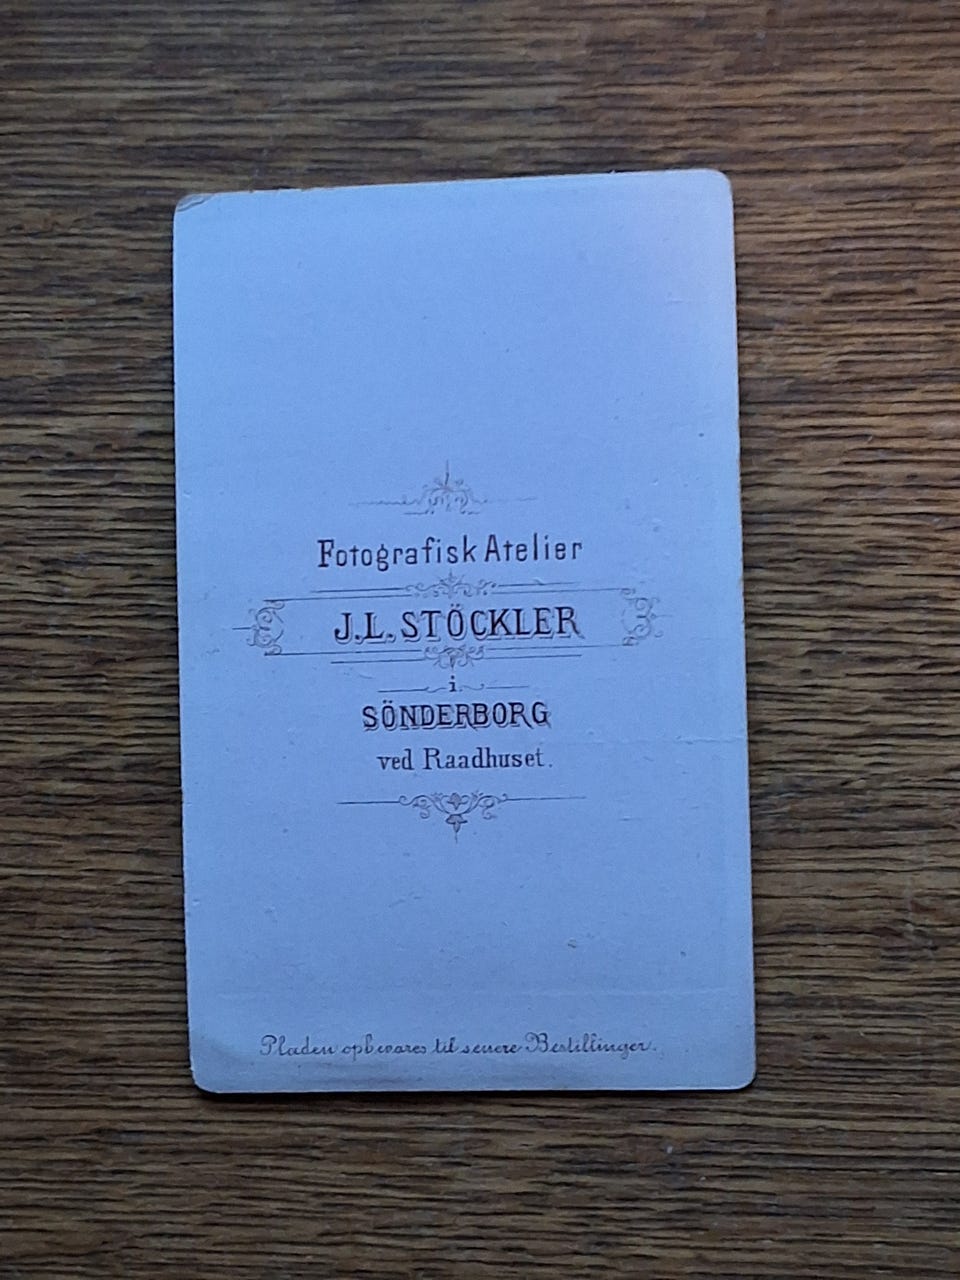 Fotografisk Atelier
J.L. STÖCKLER
i
SÖNDERBORG
ved Raadhuset.
Pladen opbevares til senere Bestillinger.